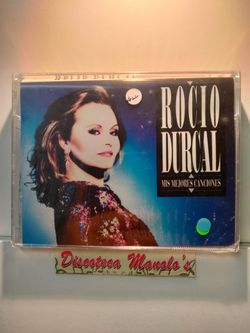 ROCIO
DURCAL
MIS MEJORES CANCIONES
Discoteca Manolo's